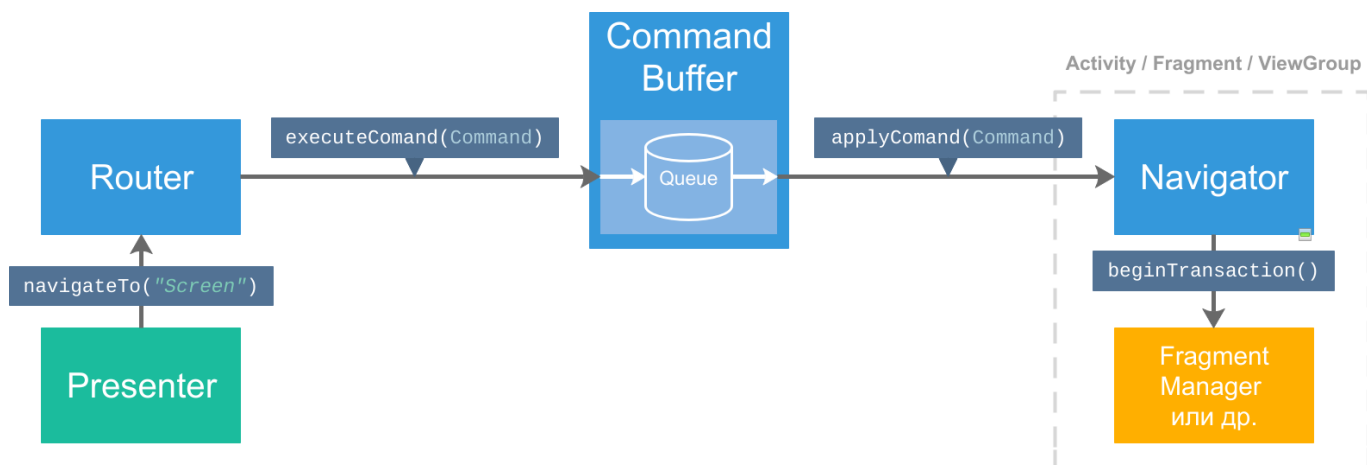 Command
Buffer
Activity / Fragment / ViewGroup
executeComand(Command)
applyComand(Command)
Router
Queue
Navigator
navigateTo("Screen")
beginTransaction()
Presenter
Fragment
Manager
или др.